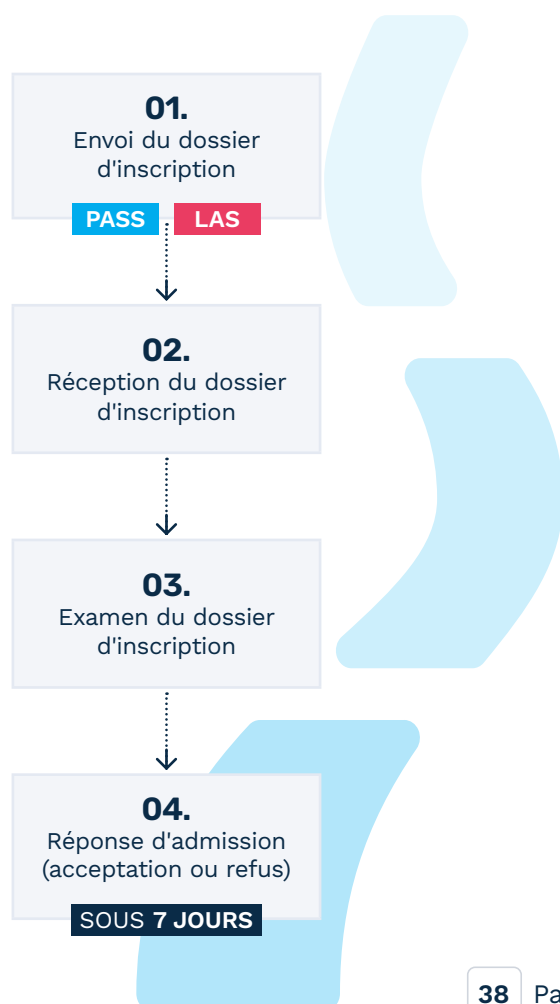 01.
Envoi du dossier
d'inscription
PASS LAS
02.
Réception du dossier
d'inscription
03.
Examen du dossier
d'inscription
04.
Réponse d'admission
(acceptation ou refus)
SOUS 7 JOURS
38 Pa